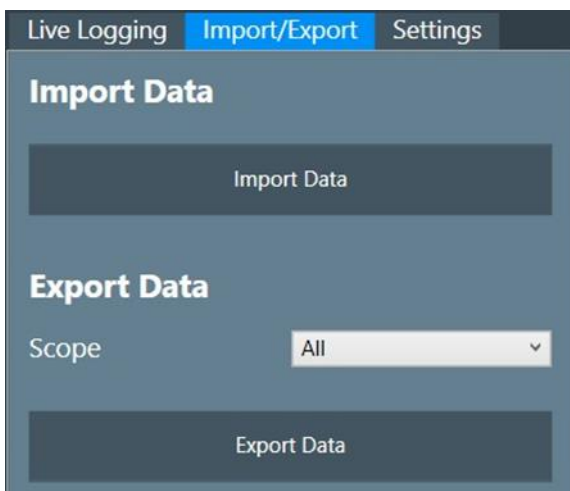 Live Logging Import/Export Settings
Import Data
Import Data
Export Data
Scope All
Export Data